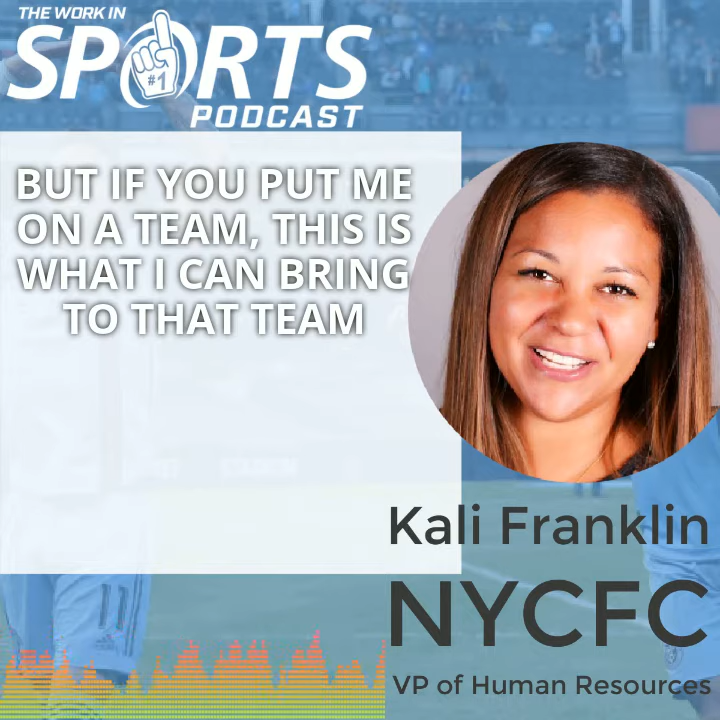 THE WORK IN
SPORTS
#1
PODCAST
BUT IF YOU PUT ME
ON A TEAM, THIS IS
WHAT I CAN BRING
TO THAT TEAM
Kali Franklin
NYCFC
VP of Human Resources
11